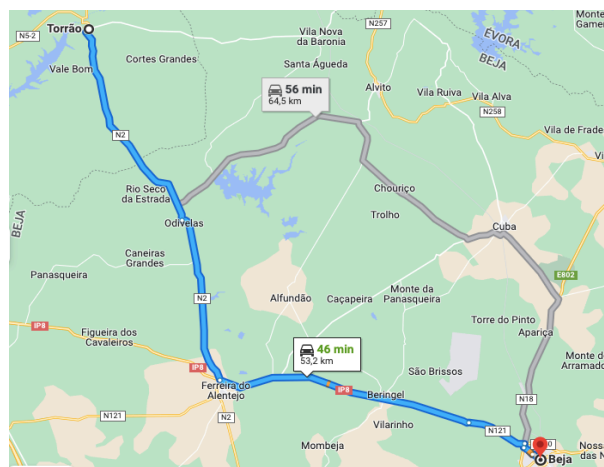 Torrão
N5-2
Vale Bom
Cortes Grandes
Vila Nova
da Baronia
N257
Monte
Gamei
ÉVORA
BEJA
Santa Águeda
56 min
64,5 km
Alvito
Vila Ruiva
Vila Alva
N258
Vila de Frade
N2
Rio Seco
da Estrada
Odivelas
Chouriço
Trolho
Cuba
BEJA
Caneiras
Grandes
Panasqueira
E802
N2
Alfundão
Caçapeira
Monte da
Panasqueira
IP8
Figueira dos
Cavaleiros
Torre do Pinto
Apariça
46 min
53,2 km
Monte do
Arramado
IP8
São Brissos
Ferreira do
Alentejo
IP8
Beringel
N18
N121
N2
Vilarinho
N121
Mombeja
Nossa
das N
Beja